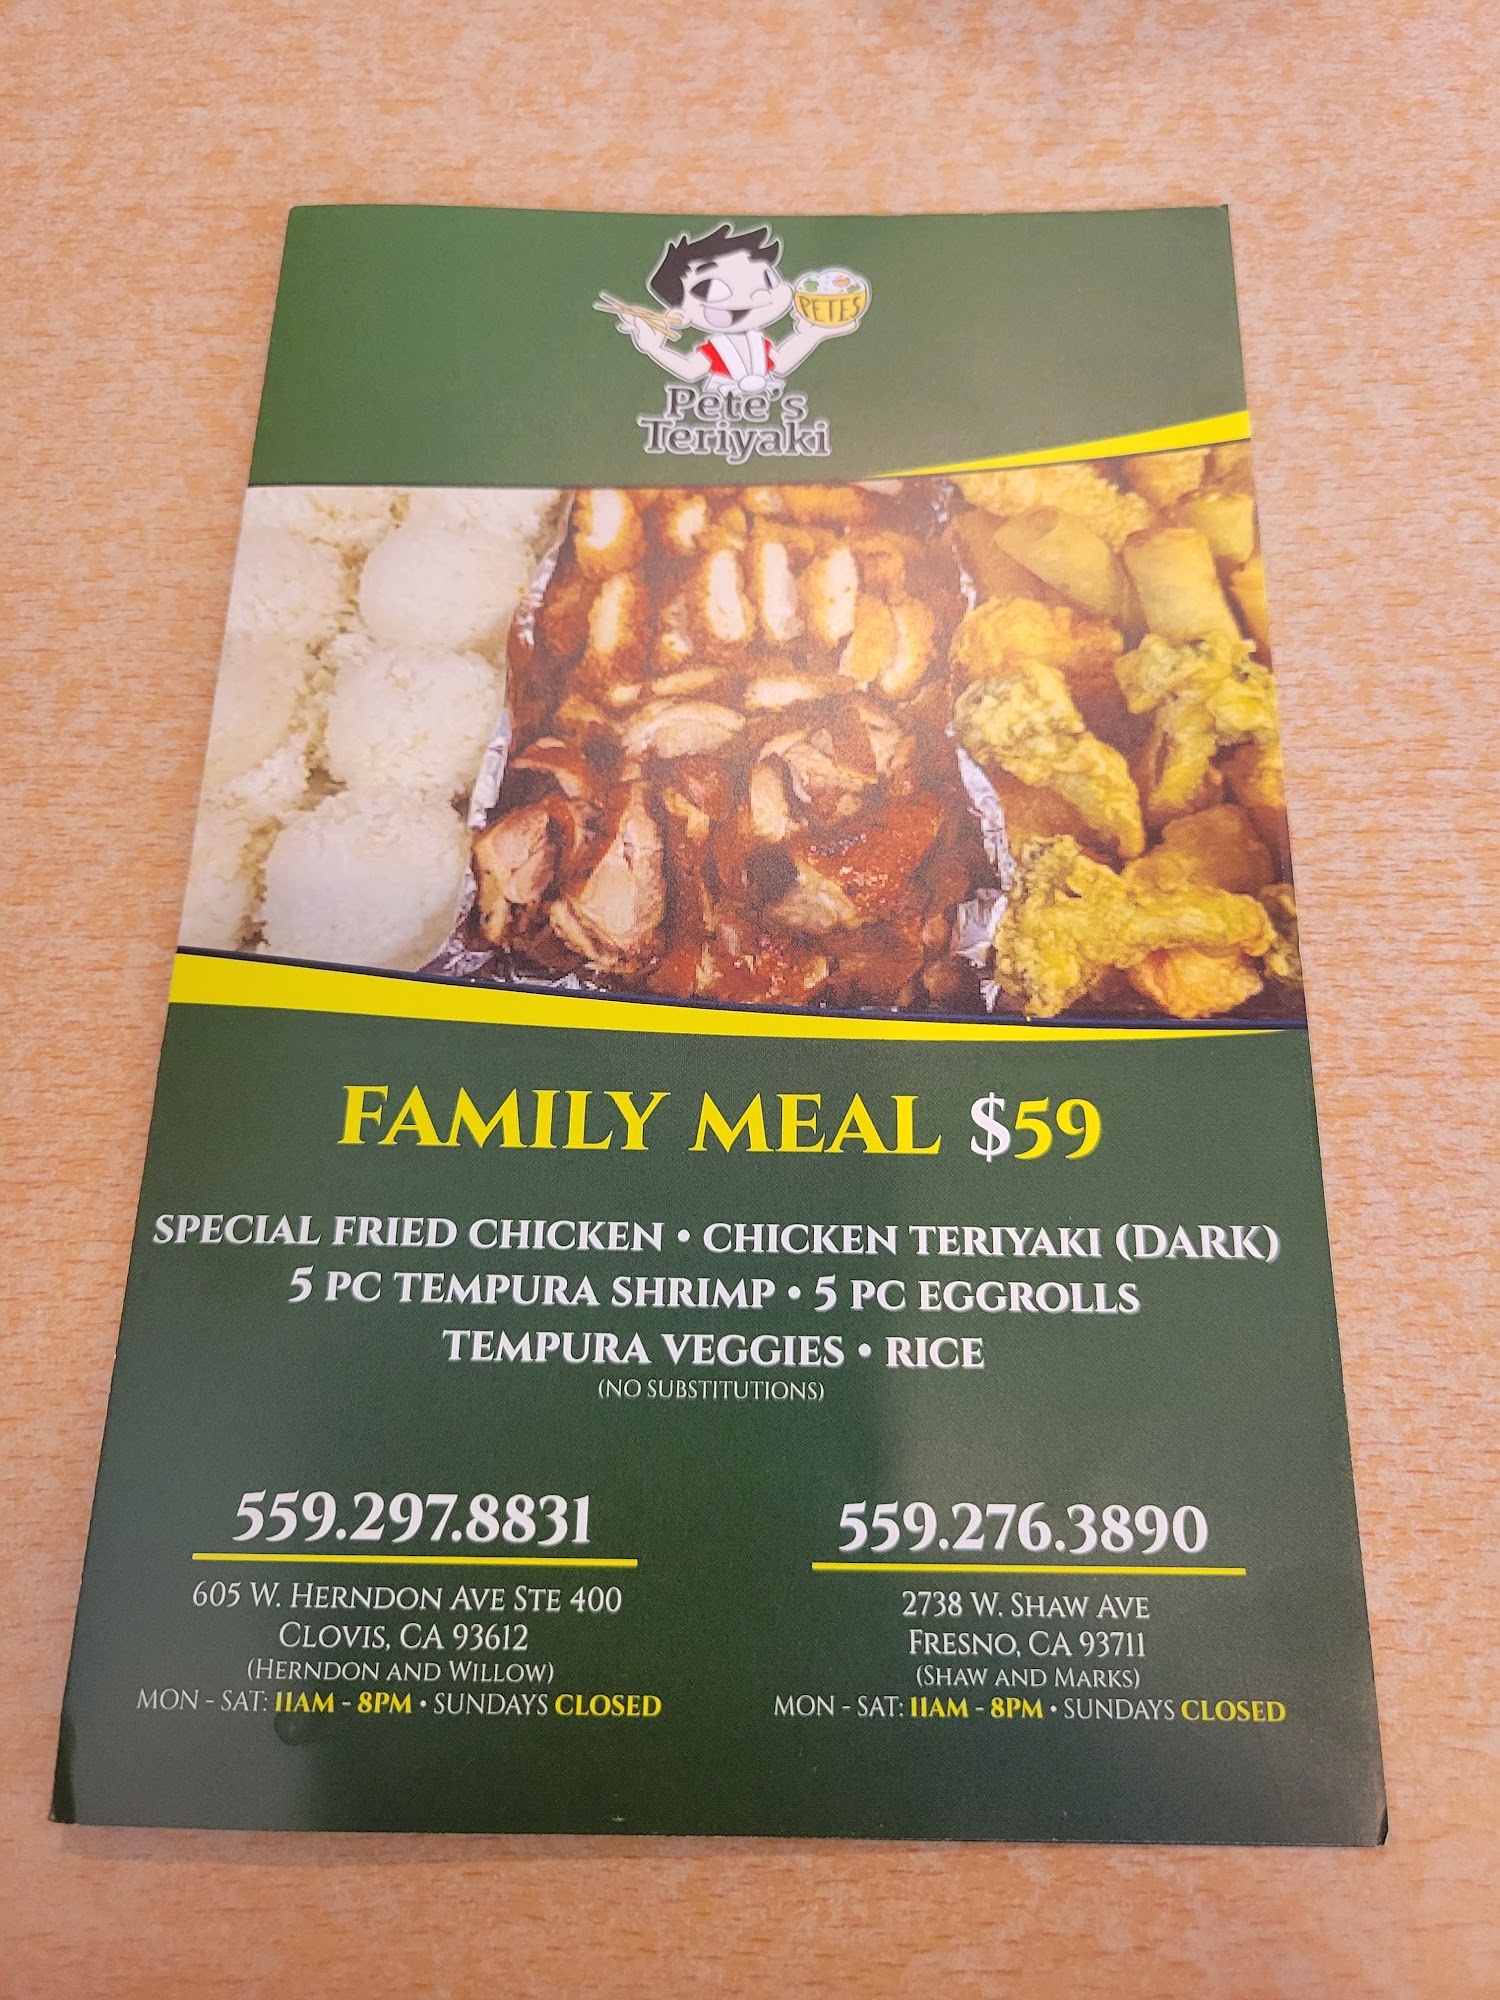 PETES
Pete's
Teriyaki
FAMILY MEAL $59
SPECIAL FRIED CHICKEN • CHICKEN TERIYAKI (DARK)
5 PC TEMPURA SHRIMP • 5 PC EGGROLLS
TEMPURA VEGGIES • RICE
(NO SUBSTITUTIONS)
559.297.8831
605 W. HERNDON AVE STE 400
CLOVIS, CA 93612
(HERNDON AND WILLOW)
MON - SAT: 11AM - 8PM • SUNDAYS CLOSED
559.276.3890
2738 W. SHAW AVE
FRESNO, CA 93711
(SHAW AND MARKS)
MON - SAT: 11AM - 8PM • SUNDAYS CLOSED